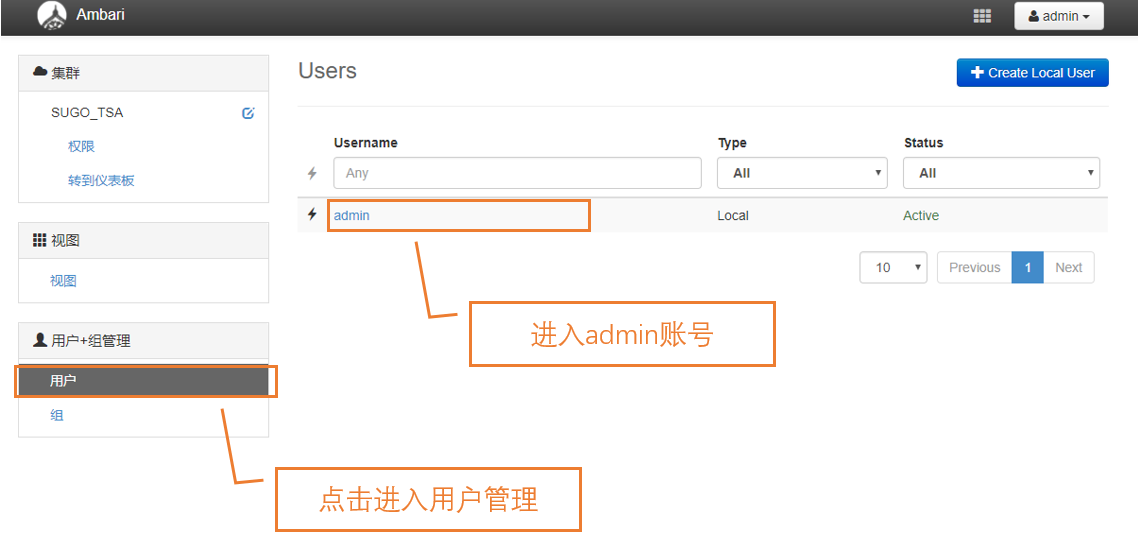 Ambari
admin
集群
SUGO_TSA
权限
转到仪表板
视图
视图
用户+组管理
用户
组
Users
Create Local User
Username Type Status
Any All All
admin Local Active
10 Previous 1 Next
进入admin账号
点击进入用户管理